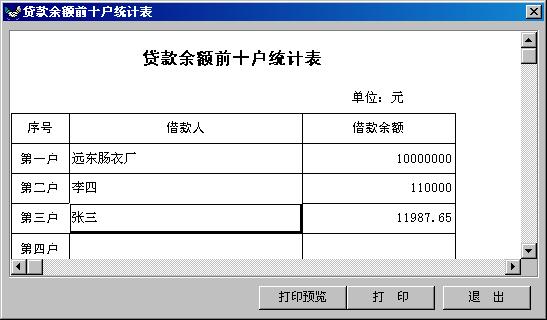 贷款余额前十户统计表
贷款余额前十户统计表
单位：元
序号 借款人 借款余额
第一户 远东肠衣厂 10000000
第二户 李四 110000
第三户 张三 11987.65
第四户
打印预览 打 印 退 出